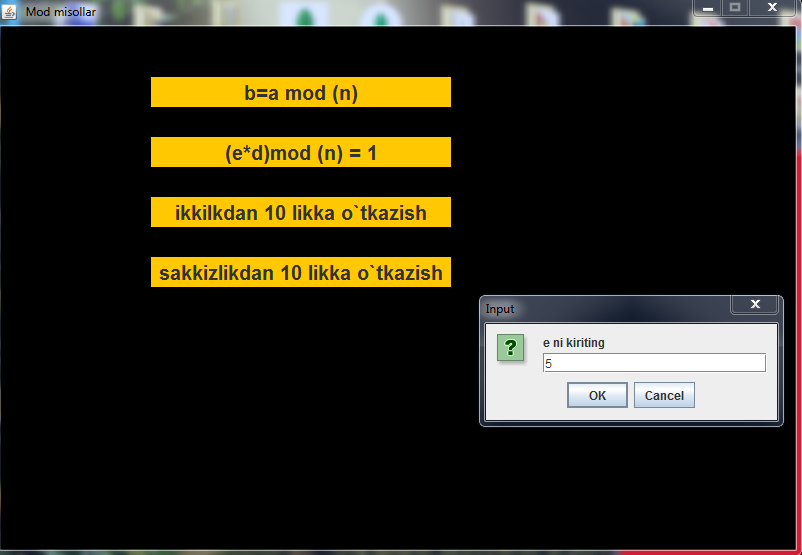 Mod misollar
b=a mod (n)
(e*d)mod (n) = 1
ikkilkdan 10 likka o`tkazish
sakkizlikdan 10 likka o`tkazish
Input
e ni kiriting
5
OK
Cancel